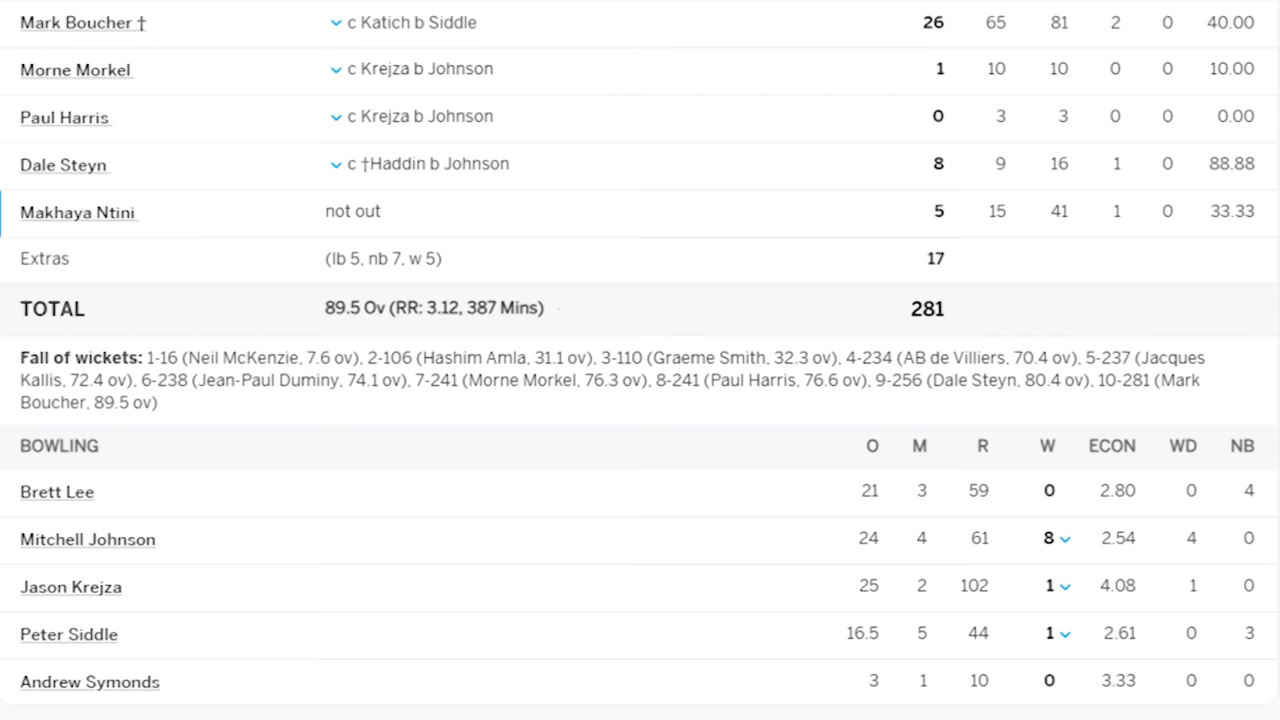 Mark Boucher † c Katich b Siddle 26 65 81 2 0 40.00
Morne Morkel c Krejza b Johnson 1 10 10 0 0 10.00
Paul Harris c Krejza b Johnson 0 3 3 0 0 0.00
Dale Steyn c †Haddin b Johnson 8 9 16 1 0 88.88
Makhaya Ntini not out 5 15 41 1 0 33.33
Extras (lb 5, nb 7, w 5) 17
TOTAL 89.5 Ov (RR: 3.12, 387 Mins) 281
Fall of wickets: 1-16 (Neil McKenzie, 7.6 ov), 2-106 (Hashim Amla, 31.1 ov), 3-110 (Graeme Smith, 32.3 ov), 4-234 (AB de Villiers, 70.4 ov), 5-237 (Jacques
Kallis, 72.4 ov), 6-238 (Jean-Paul Duminy, 74.1 ov), 7-241 (Morne Morkel, 76.3 ov), 8-241 (Paul Harris, 76.6 ov), 9-256 (Dale Steyn, 80.4 ov), 10-281 (Mark
Boucher, 89.5 ov)
BOWLING O M R W ECON WD NB
Brett Lee 21 3 59 0 2.80 0 4
Mitchell Johnson 24 4 61 8 2.54 4 0
Jason Krejza 25 2 102 1 4.08 1 0
Peter Siddle 16.5 5 44 1 2.61 0 3
Andrew Symonds 3 1 10 0 3.33 0 0